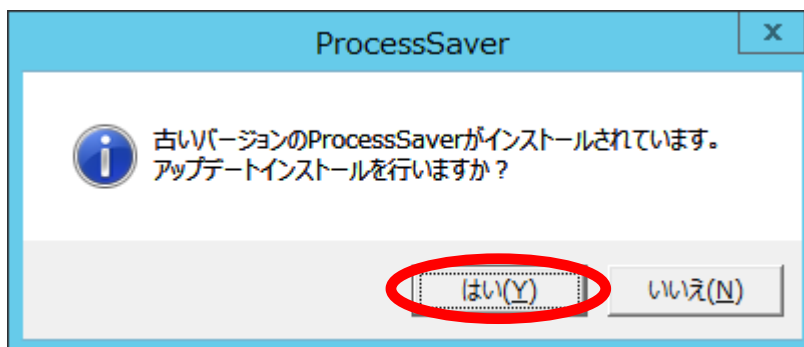 ProcessSaver
x
古いバージョンのProcessSaverがインストールされています。
アップデートインストールを行いますか？
はい(Y)
いいえ(N)